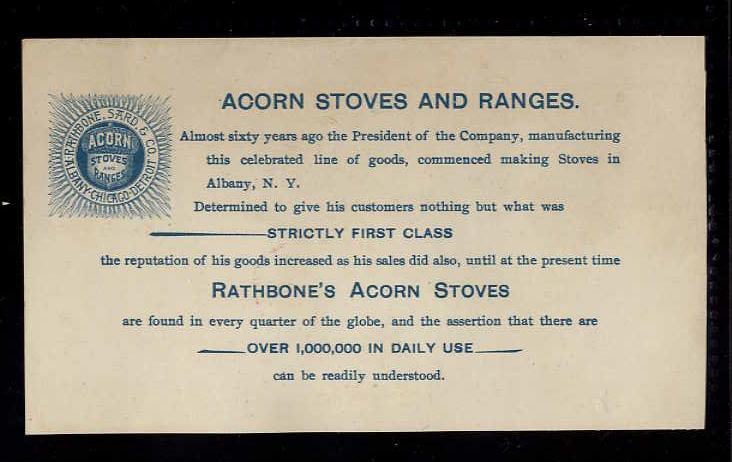 RATHBONE, SARD & CO.
ALBANY·CHICAGO·DETROIT
ACORN
STOVES
AND
RANGES
ACORN STOVES AND RANGES.
Almost sixty years ago the President of the Company, manufacturing
this celebrated line of goods, commenced making Stoves in
Albany, N. Y.
Determined to give his customers nothing but what was
STRICTLY FIRST CLASS
the reputation of his goods increased as his sales did also, until at the present time
RATHBONE'S ACORN STOVES
are found in every quarter of the globe, and the assertion that there are
OVER 1,000,000 IN DAILY USE
can be readily understood.